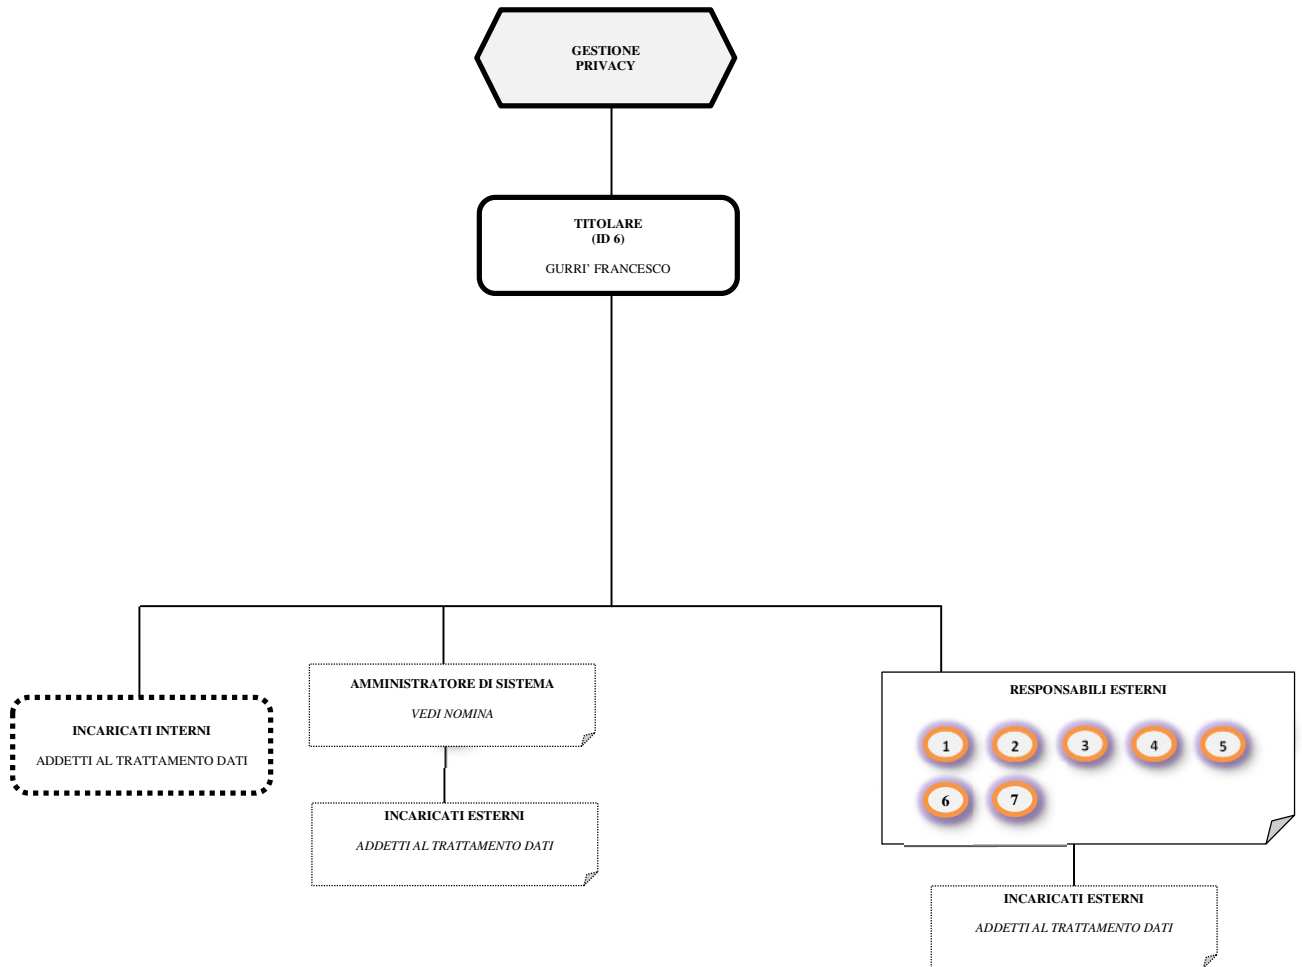 GESTIONE
PRIVACY
TITOLARE
(ID 6)
GURRI’ FRANCESCO
INCARICATI INTERNI
ADDETTI AL TRATTAMENTO DATI
AMMINISTRATORE DI SISTEMA
VEDI NOMINA
INCARICATI ESTERNI
ADDETTI AL TRATTAMENTO DATI
RESPONSABILI ESTERNI
1 2 3 4 5
6 7
INCARICATI ESTERNI
ADDETTI AL TRATTAMENTO DATI